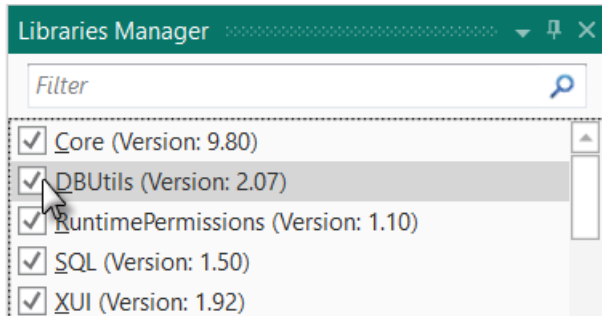 Libraries Manager
Filter
Core (Version: 9.80)
DBUtils (Version: 2.07)
RuntimePermissions (Version: 1.10)
SQL (Version: 1.50)
XUI (Version: 1.92)